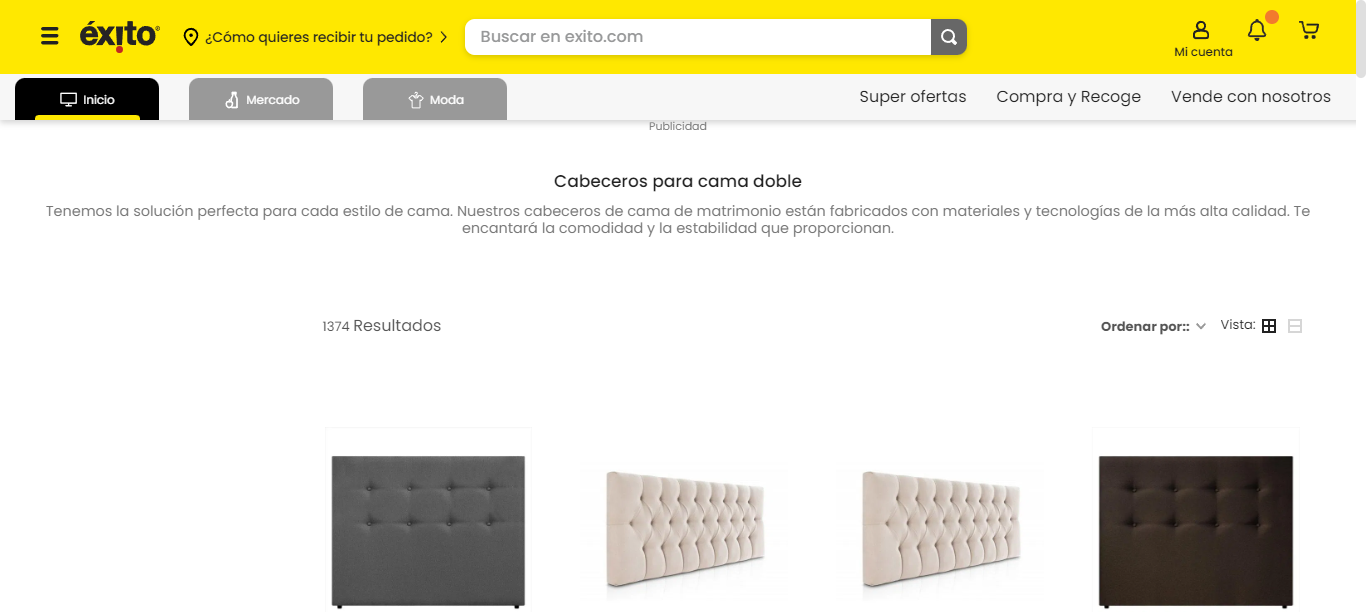 éxito
¿Cómo quieres recibir tu pedido?
Buscar en exito.com
Mi cuenta
Inicio
Mercado
Moda
Super ofertas
Compra y Recoge
Vende con nosotros
Publicidad
Cabeceros para cama doble
Tenemos la solución perfecta para cada estilo de cama. Nuestros cabeceros de cama de matrimonio están fabricados con materiales y tecnologías de la más alta calidad. Te
encantará la comodidad y la estabilidad que proporcionan.
1374 Resultados
Ordenar por::
Vista: